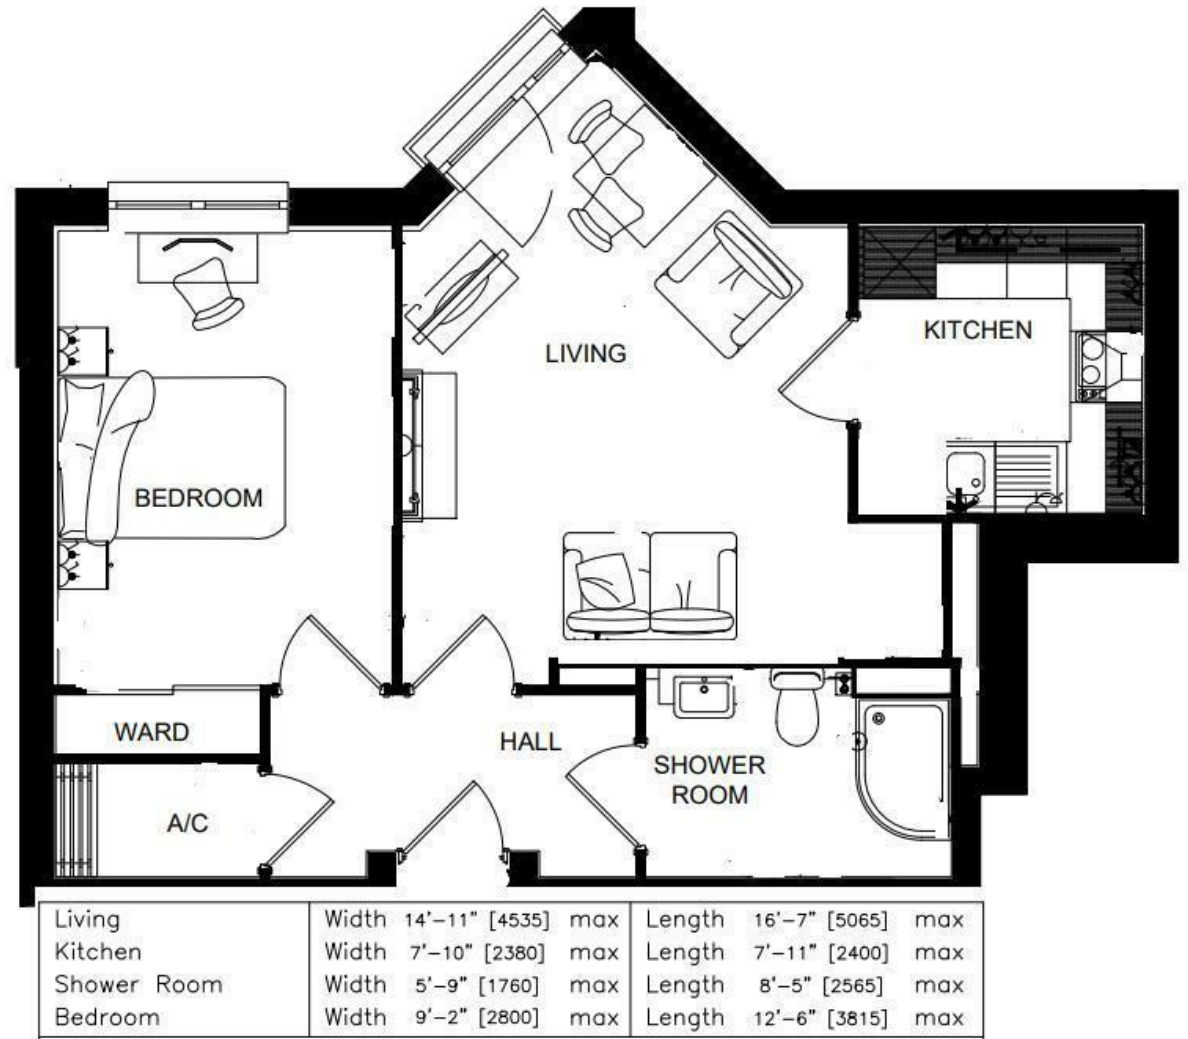 KITCHEN
LIVING
BEDROOM
WARD
HALL
SHOWER
ROOM
A/C
Living Width 14'-11" [4535] max Length 16'-7" [5065] max
Kitchen Width 7'-10" [2380] max Length 7'-11" [2400] max
Shower Room Width 5'-9" [1760] max Length 8'-5" [2565] max
Bedroom Width 9'-2" [2800] max Length 12'-6" [3815] max